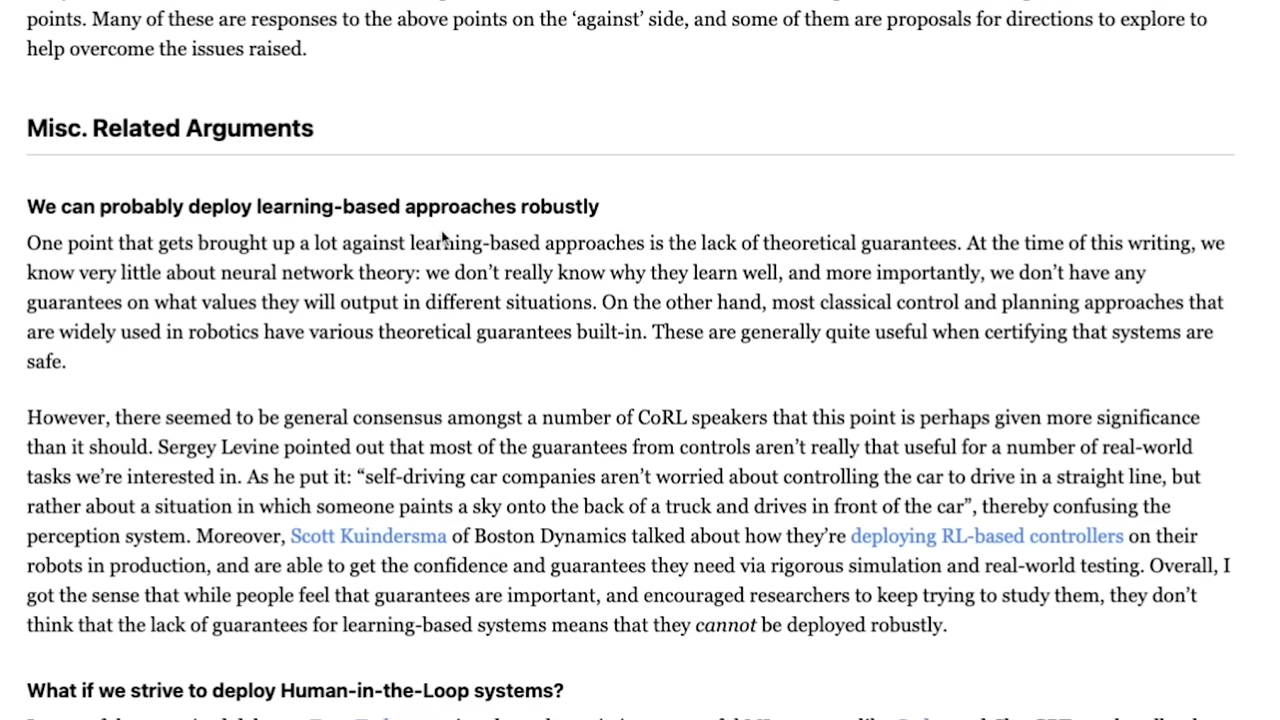 points. Many of these are responses to the above points on the ‘against’ side, and some of them are proposals for directions to explore to
help overcome the issues raised.
Misc. Related Arguments
We can probably deploy learning-based approaches robustly
One point that gets brought up a lot against learning-based approaches is the lack of theoretical guarantees. At the time of this writing, we
know very little about neural network theory: we don’t really know why they learn well, and more importantly, we don’t have any
guarantees on what values they will output in different situations. On the other hand, most classical control and planning approaches that
are widely used in robotics have various theoretical guarantees built-in. These are generally quite useful when certifying that systems are
safe.
However, there seemed to be general consensus amongst a number of CoRL speakers that this point is perhaps given more significance
than it should. Sergey Levine pointed out that most of the guarantees from controls aren’t really that useful for a number of real-world
tasks we’re interested in. As he put it: “self-driving car companies aren’t worried about controlling the car to drive in a straight line, but
rather about a situation in which someone paints a sky onto the back of a truck and drives in front of the car”, thereby confusing the
perception system. Moreover, Scott Kuindersma of Boston Dynamics talked about how they’re deploying RL-based controllers on their
robots in production, and are able to get the confidence and guarantees they need via rigorous simulation and real-world testing. Overall, I
got the sense that while people feel that guarantees are important, and encouraged researchers to keep trying to study them, they don’t
think that the lack of guarantees for learning-based systems means that they cannot be deployed robustly.
What if we strive to deploy Human-in-the-Loop systems?